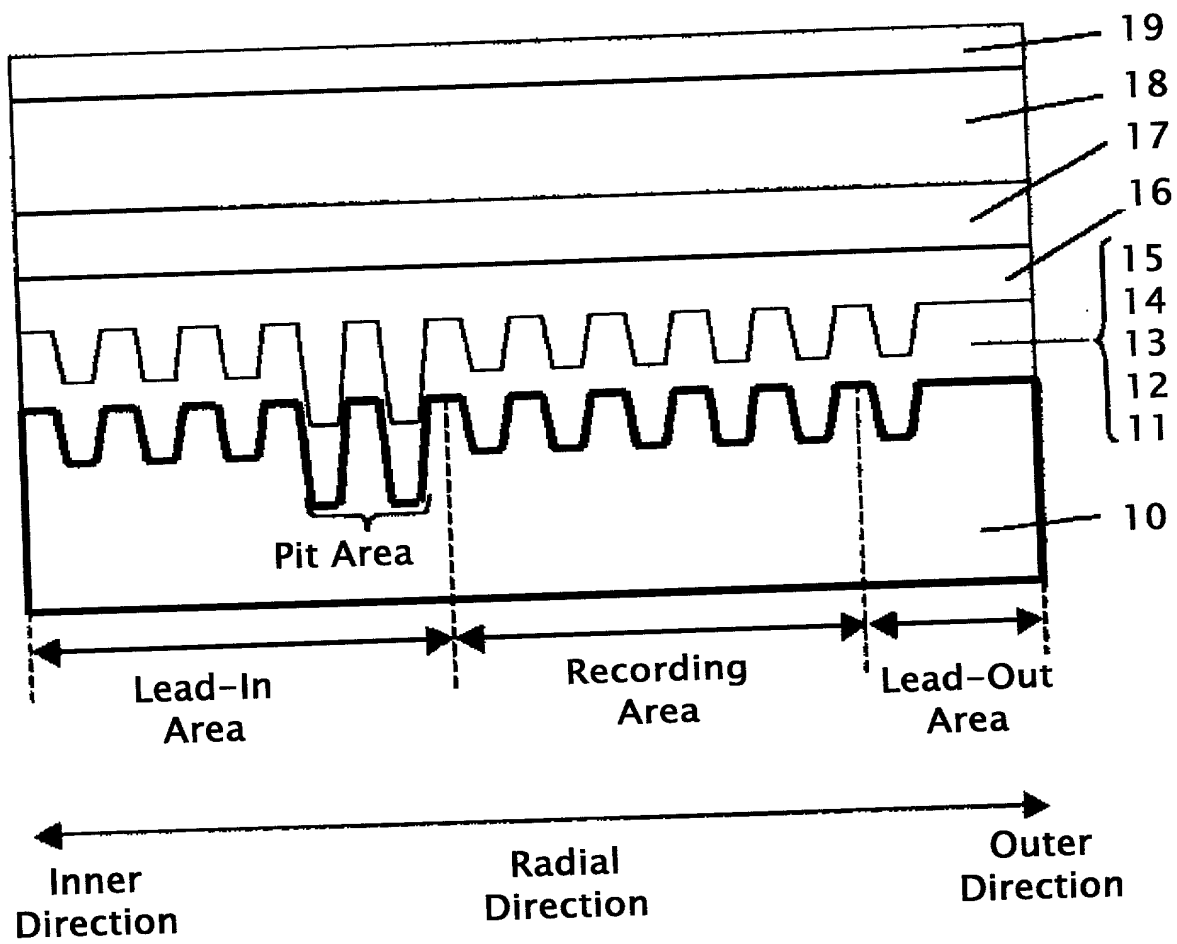 19
18
17
16
15
14
13
12
11
10
Pit Area
Lead-In
Area
Recording
Area
Lead-Out
Area
Inner
Direction
Radial
Direction
Outer
Direction